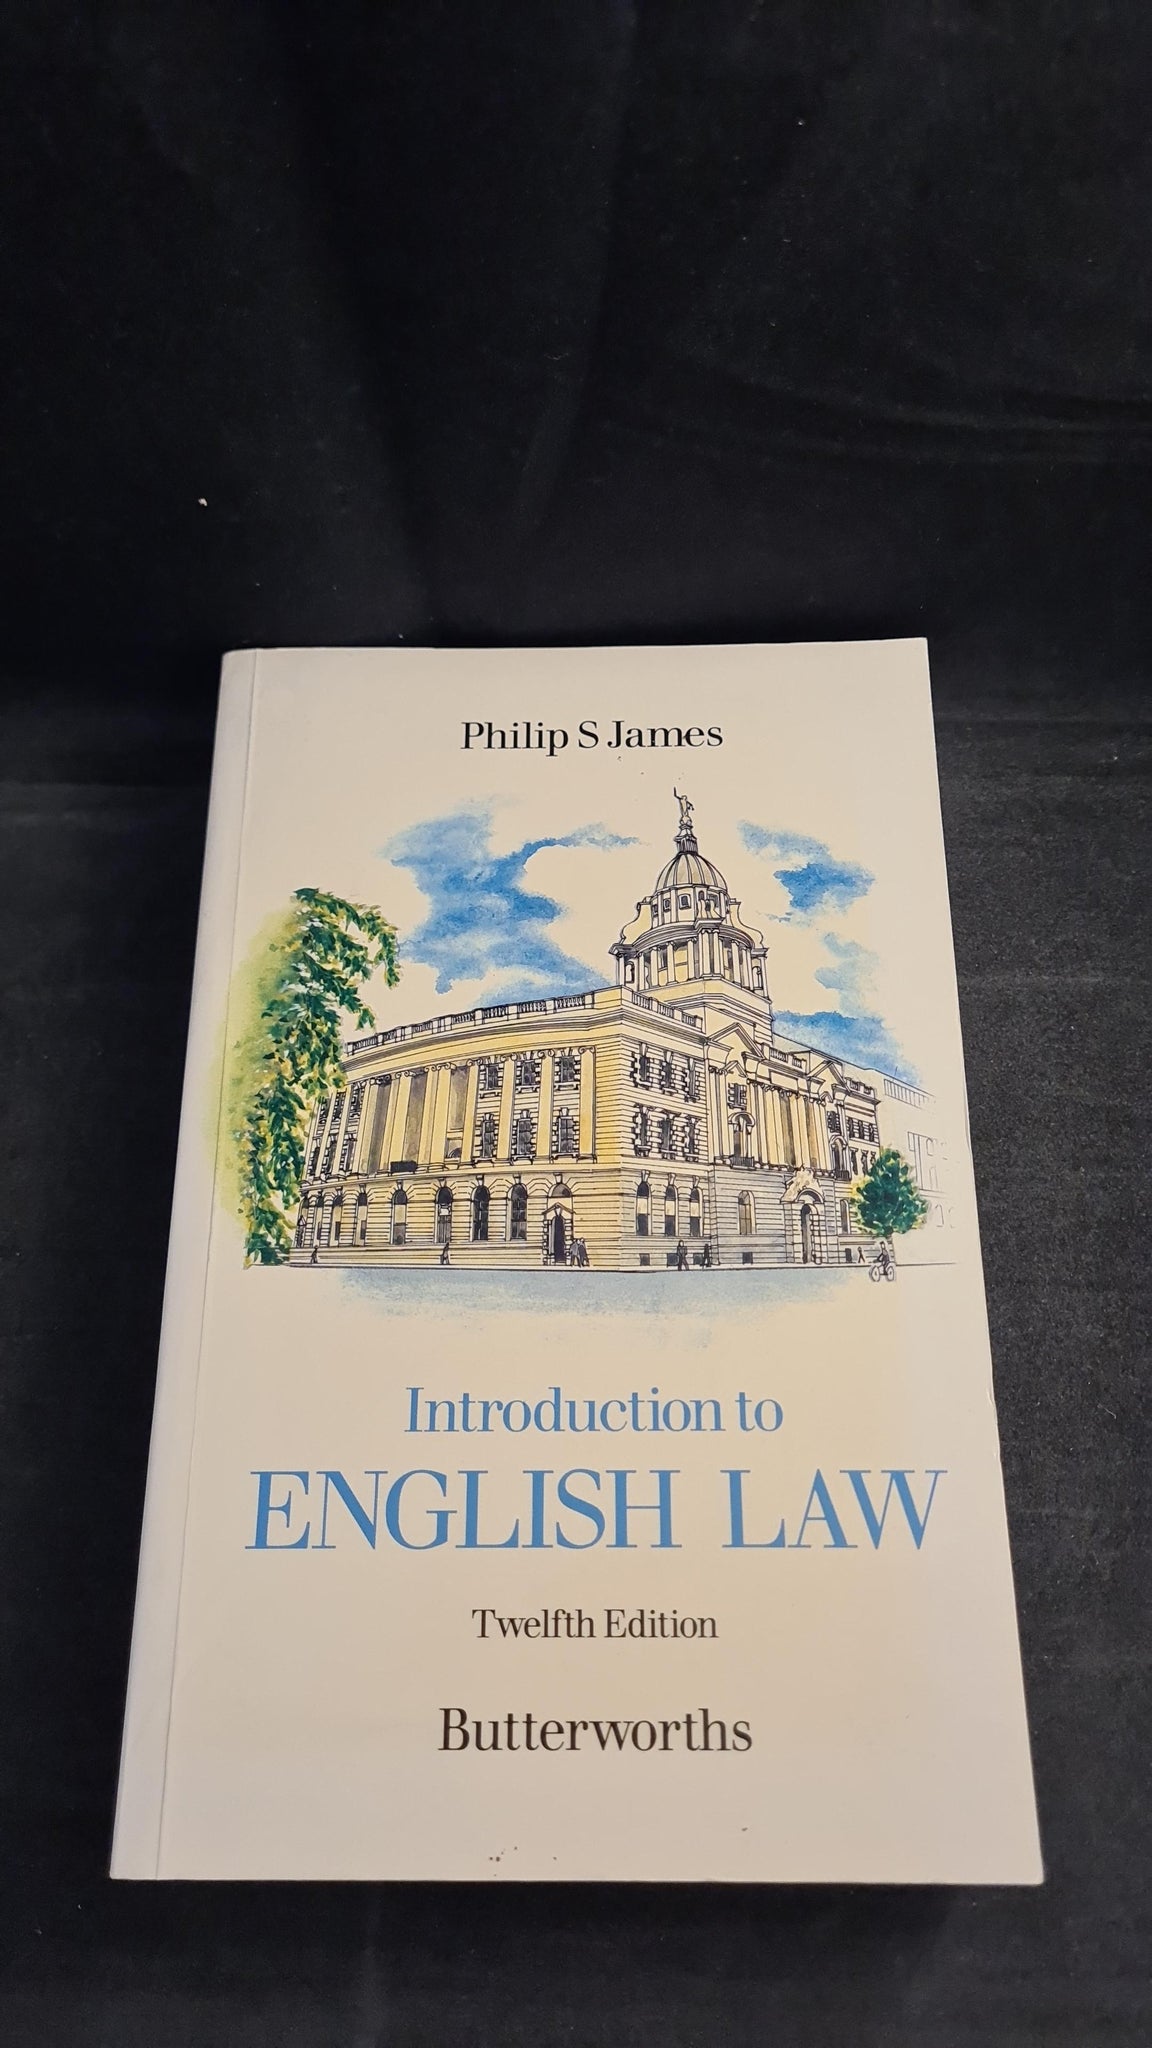 Philip S James
Introduction to
ENGLISH LAW
Twelfth Edition
Butterworths